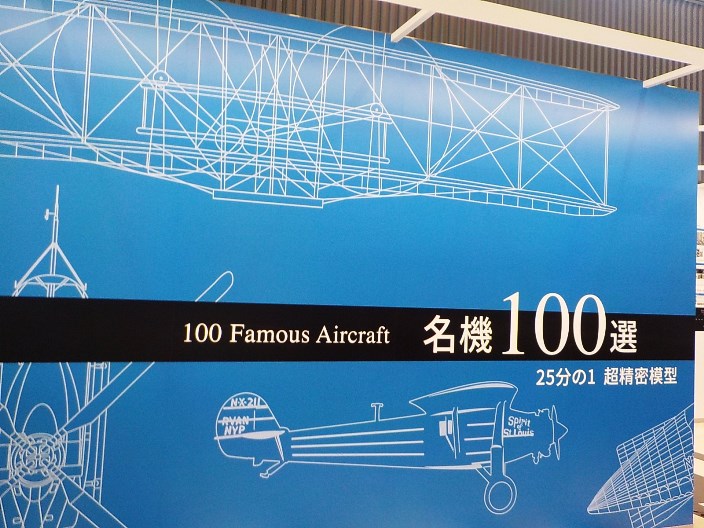 100 Famous Aircraft 名機100選
25分の1 超精密模型
N-X-211
RYAN
NYP
Spirit
of
St.Louis